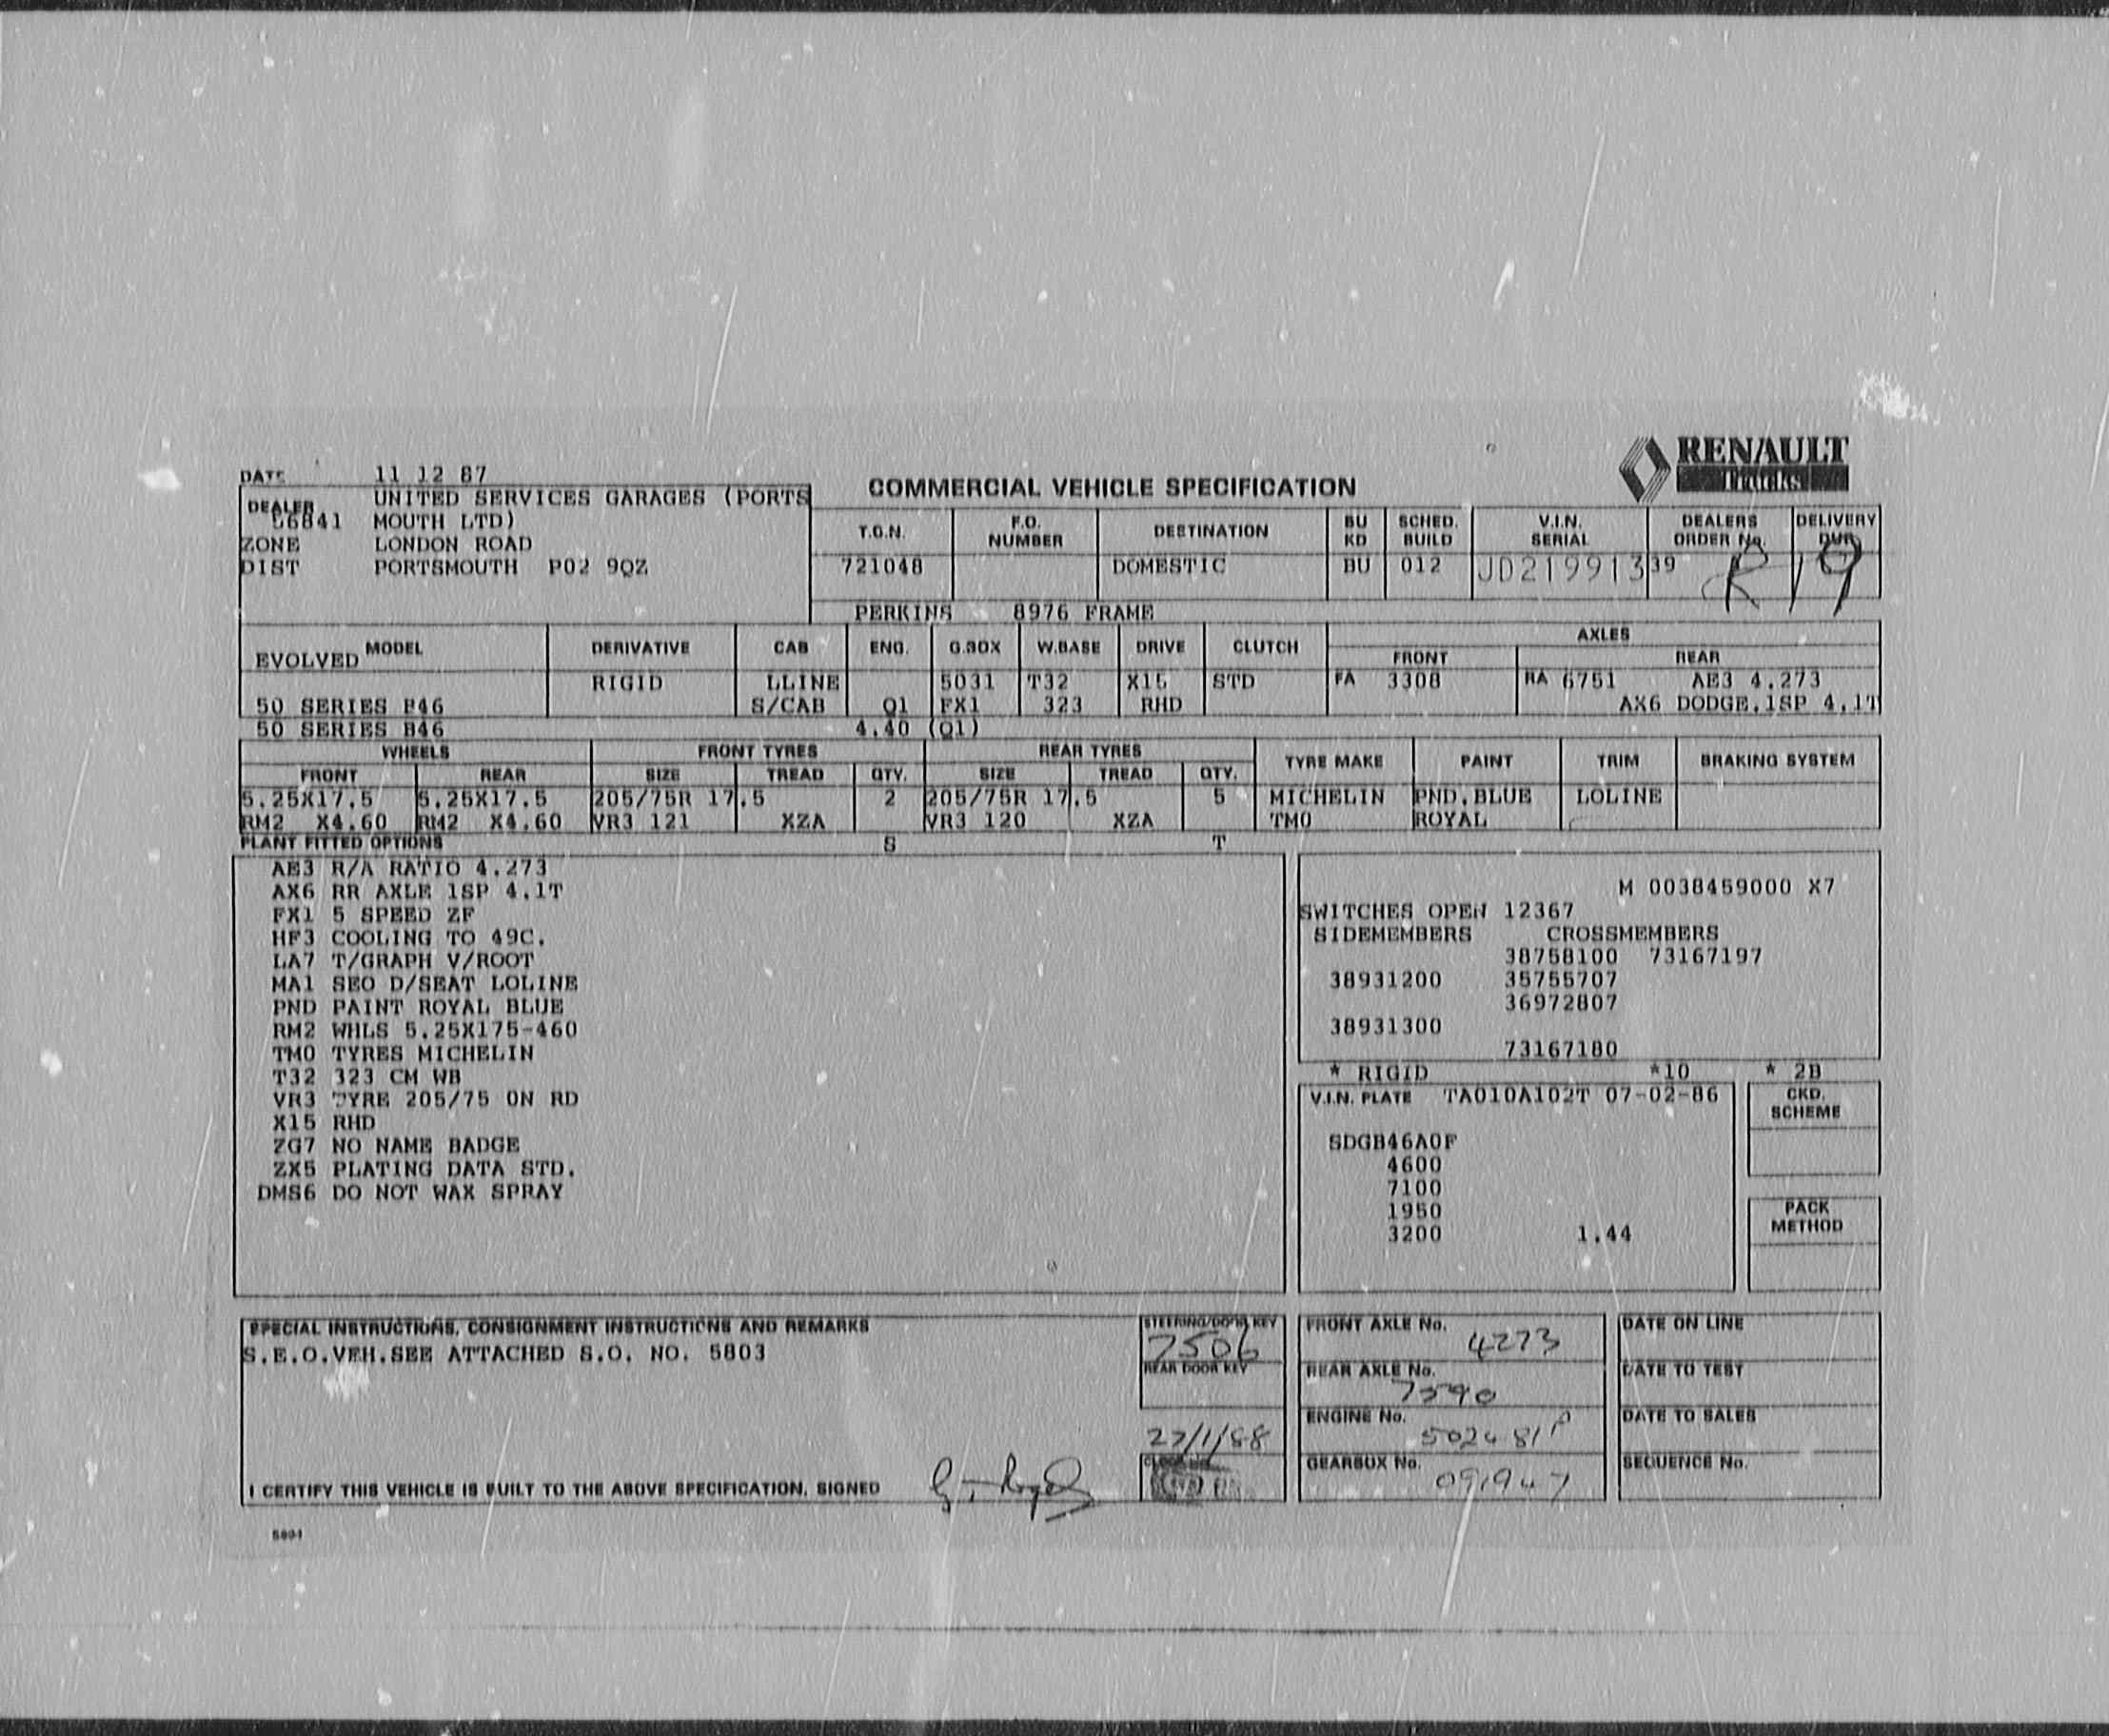 RENAULT
Trucks
DATE 11 12 87
COMMERCIAL VEHICLE SPECIFICATION
DEALER UNITED SERVICES GARAGES (PORTS
56841 MOUTH LTD)
ZONE LONDON ROAD
DIST PORTSMOUTH PO2 9QZ
T.O.N. F.O. NUMBER DESTINATION BU KD SCHED. BUILD V.I.N. SERIAL DEALERS ORDER No. DELIVERY
721048 DOMESTIC BU 012 JD219913 39 R 19
PERKINS 8976 FRAME
MODEL DERIVATIVE CAB ENG. G.BOX W.BASE DRIVE CLUTCH AXLES
EVOLVED FRONT REAR
RIGID LLINE 5031 T32 X15 STD FA 3308 RA 6751 AE3 4.273
50 SERIES B46 S/CAB Q1 FX1 323 RHD AX6 DODGE.1SP 4.1T
50 SERIES B46 4.40 (Q1)
WHEELS FRONT TYRES REAR TYRES TYRE MAKE PAINT TRIM BRAKING SYSTEM
FRONT REAR SIZE TREAD QTY. SIZE TREAD QTY.
5.25X17.5 5.25X17.5 205/75R 17.5 2 205/75R 17.5 5 MICHELIN PND.BLUE LOLINE
RM2 X4.60 RM2 X4.60 VR3 121 XZA VR3 120 XZA TM0 ROYAL
PLANT FITTED OPTIONS S T
AE3 R/A RATIO 4.273
AX6 RR AXLE 1SP 4.1T
FX1 5 SPEED ZF
HF3 COOLING TO 49C.
LA7 T/GRAPH V/ROOT
MA1 SEO D/SEAT LOLINE
PND PAINT ROYAL BLUE
RM2 WHLS 5.25X175-460
TM0 TYRES MICHELIN
T32 323 CM WB
VR3 TYRE 205/75 ON RD
X15 RHD
ZG7 NO NAME BADGE
ZX5 PLATING DATA STD.
DMS6 DO NOT WAX SPRAY
M 0038459000 X7
SWITCHES OPEN 12367
SIDEMEMBERS CROSSMEMBERS
38758100 73167197
38931200 35755707
36972807
38931300
73167180
* RIGID *10 * 2B
V.I.N. PLATE TA010A102T 07-02-86
SDGB46A0F
4600
7100
1950
3200 1.44
CKD. SCHEME
PACK METHOD
SPECIAL INSTRUCTIONS, CONSIGNMENT INSTRUCTIONS AND REMARKS
S.E.O.VEH.SEE ATTACHED S.O. NO. 5803
I CERTIFY THIS VEHICLE IS BUILT TO THE ABOVE SPECIFICATION, SIGNED
STEERING/DOOR KEY
7506
REAR DOOR KEY
27/1/88
FRONT AXLE No. 4273
REAR AXLE No. 7590
ENGINE No. 502481P
GEARBOX No. 091947
DATE ON LINE
DATE TO TEST
DATE TO SALES
SEQUENCE No.